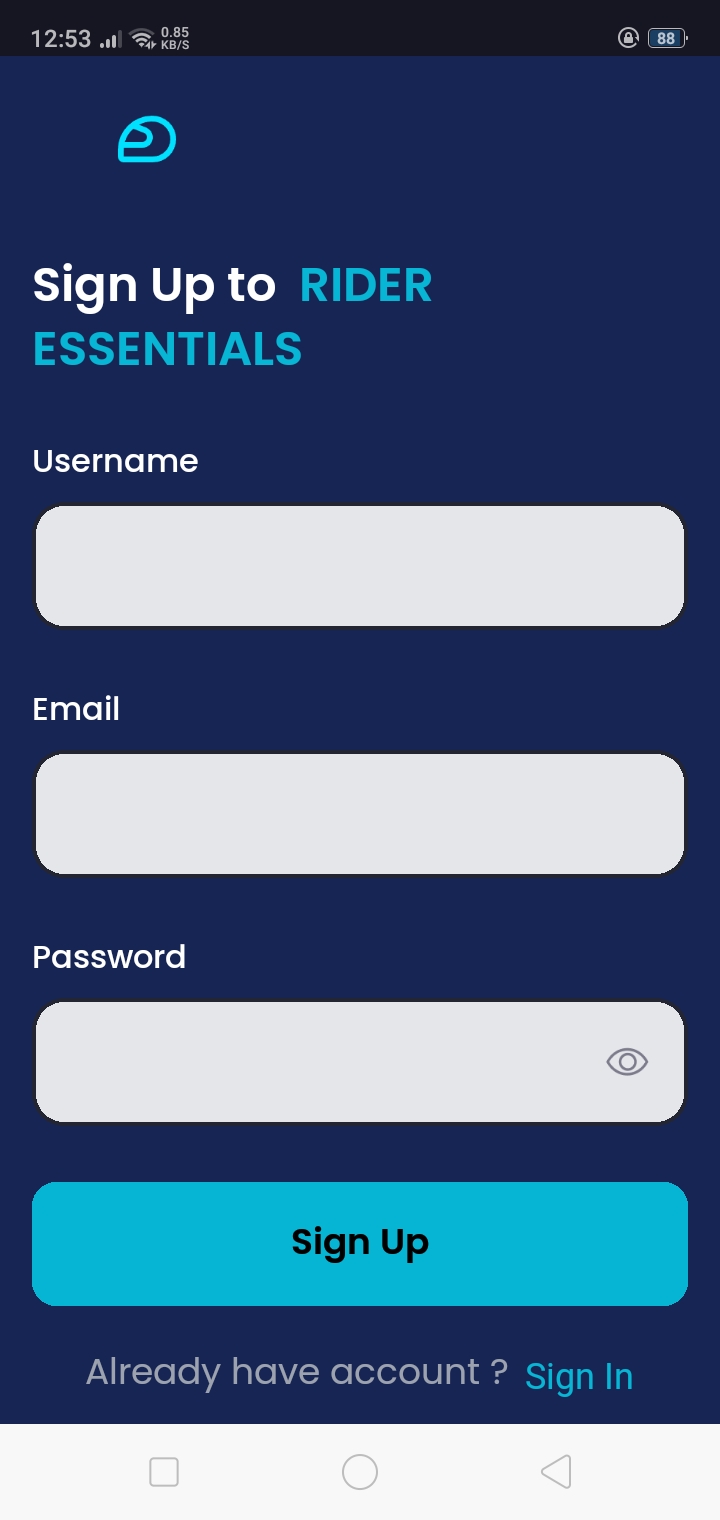 12:53 0.85 KB/S 88
Sign Up to RIDER
ESSENTIALS
Username
Email
Password
Sign Up
Already have account ? Sign In